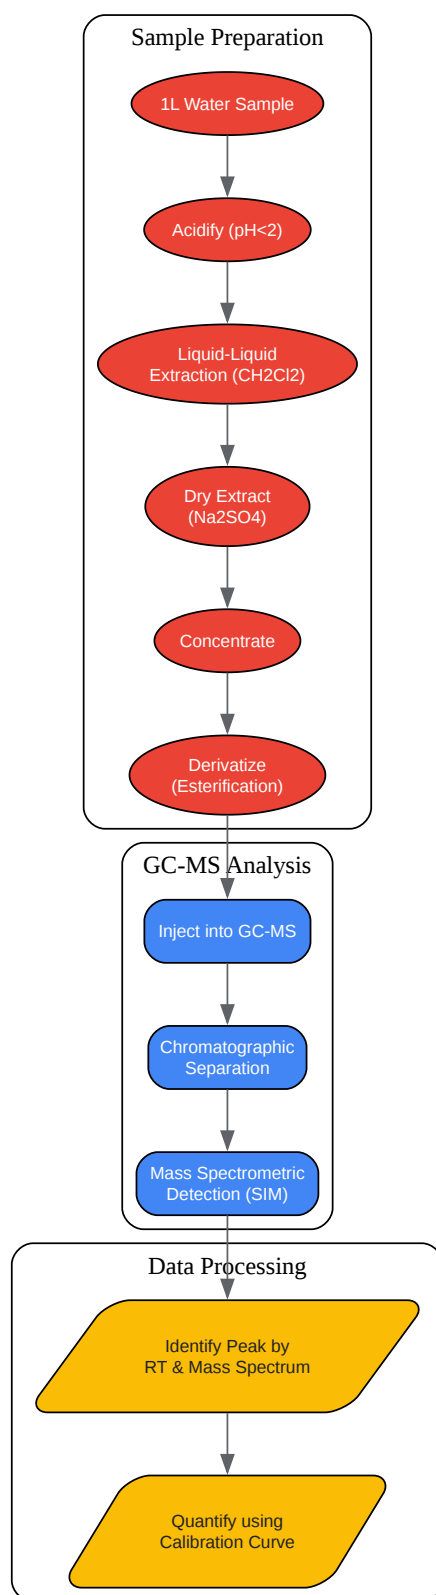 Sample Preparation
1L Water Sample
Acidify (pH<2)
Liquid-Liquid
Extraction (CH2Cl2)
Dry Extract
(Na2SO4)
Concentrate
Derivatize
(Esterification)
GC-MS Analysis
Inject into GC-MS
Chromatographic
Separation
Mass Spectrometric
Detection (SIM)
Data Processing
Identify Peak by
RT & Mass Spectrum
Quantify using
Calibration Curve